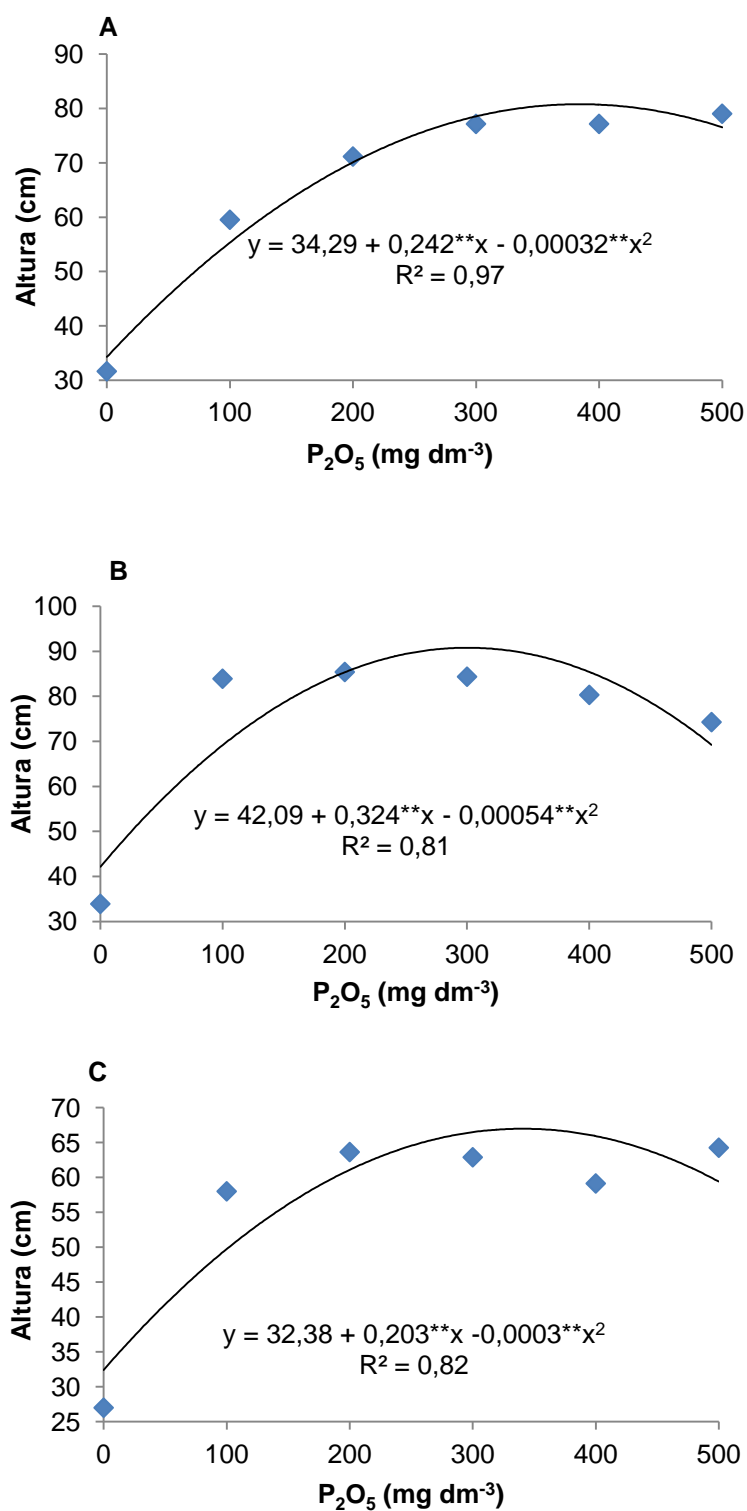 A
90
80
70
60
50
40
30
Altura (cm)
y = 34,29 + 0,242**x - 0,00032**x²
R² = 0,97
0 100 200 300 400 500
P₂O₅ (mg dm⁻³)
B
100
90
80
70
60
50
40
30
Altura (cm)
y = 42,09 + 0,324**x - 0,00054**x²
R² = 0,81
0 100 200 300 400 500
P₂O₅ (mg dm⁻³)
C
70
65
60
55
50
45
40
35
30
25
Altura (cm)
y = 32,38 + 0,203**x -0,0003**x²
R² = 0,82
0 100 200 300 400 500
P₂O₅ (mg dm⁻³)